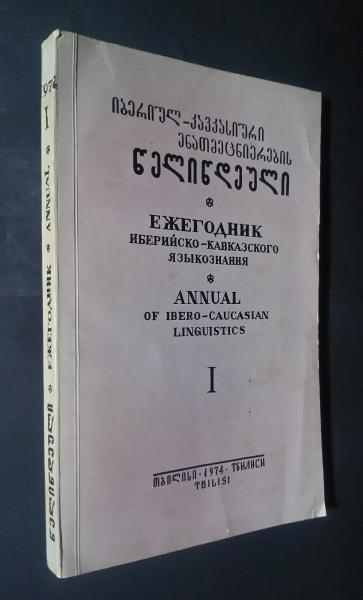 იბერიულ-კავკასიური
ენათმეცნიერების
წელიწდეული
ЕЖЕГОДНИК
ИБЕРИЙСКО-КАВКАЗСКОГО
ЯЗЫКОЗНАНИЯ
ANNUAL
OF IBERO-CAUCASIAN
LINGUISTICS
I
თბილისი · 1974 · ТБИЛИСИ
TBILISI
1974
I
ANNUAL
ЕЖЕГОДНИК
წელიწდეული